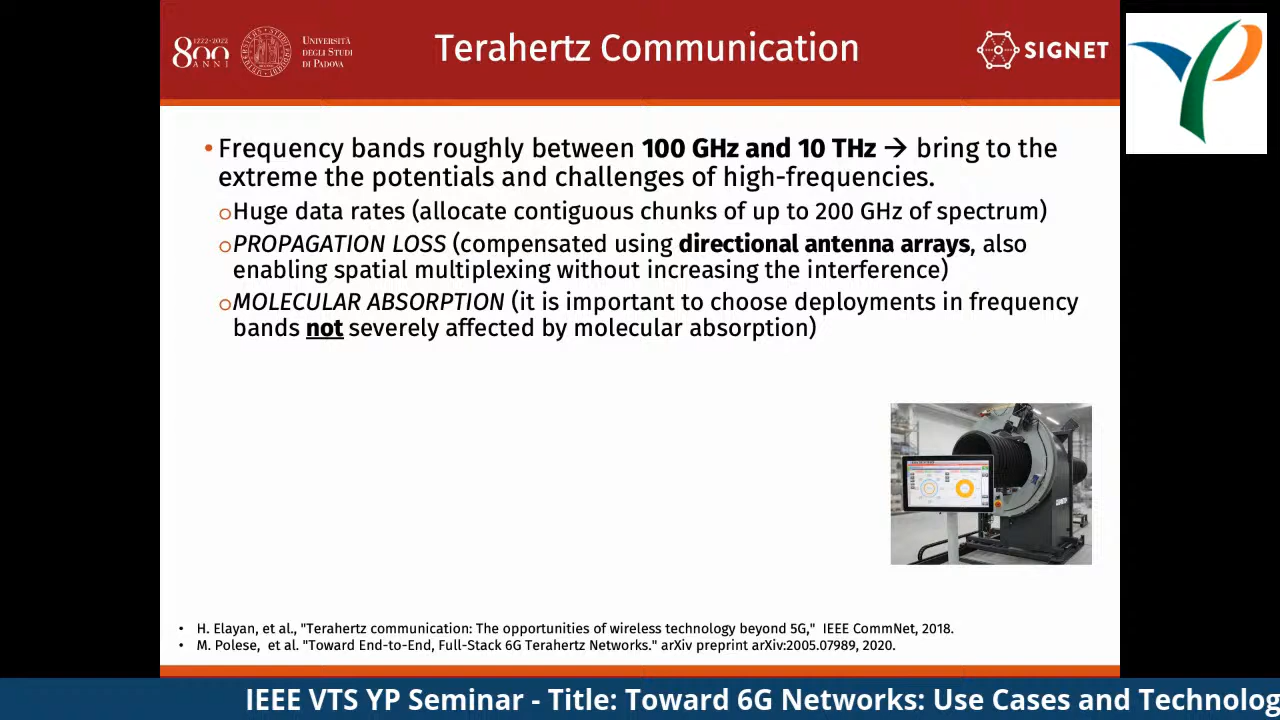 1222-2022
800
ANNI
UNIVERSITÀ
DEGLI STUDI
DI PADOVA
Terahertz Communication
SIGNET
• Frequency bands roughly between 100 GHz and 10 THz → bring to the
extreme the potentials and challenges of high-frequencies.
o Huge data rates (allocate contiguous chunks of up to 200 GHz of spectrum)
o PROPAGATION LOSS (compensated using directional antenna arrays, also
enabling spatial multiplexing without increasing the interference)
o MOLECULAR ABSORPTION (it is important to choose deployments in frequency
bands not severely affected by molecular absorption)
• H. Elayan, et al., "Terahertz communication: The opportunities of wireless technology beyond 5G," IEEE CommNet, 2018.
• M. Polese, et al. "Toward End-to-End, Full-Stack 6G Terahertz Networks." arXiv preprint arXiv:2005.07989, 2020.
IEEE VTS YP Seminar - Title: Toward 6G Networks: Use Cases and Technolog